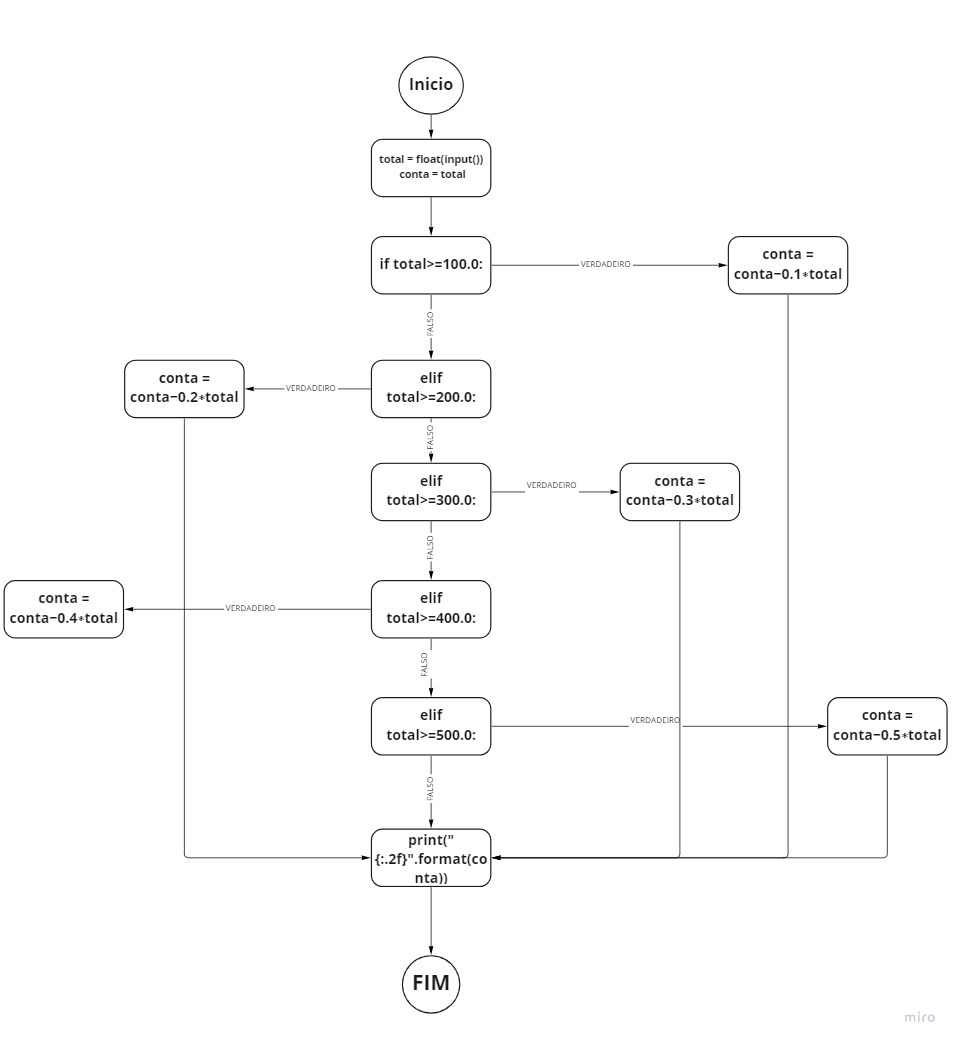 Inicio
total = float(input())
conta = total
if total>=100.0:
VERDADEIRO
conta =
conta−0.1*total
FALSO
elif
total>=200.0:
VERDADEIRO
conta =
conta−0.2*total
FALSO
elif
total>=300.0:
VERDADEIRO
conta =
conta−0.3*total
FALSO
elif
total>=400.0:
VERDADEIRO
conta =
conta−0.4*total
FALSO
elif
total>=500.0:
VERDADEIRO
conta =
conta−0.5*total
FALSO
print("
{:.2f}".format(co
nta))
FIM
miro